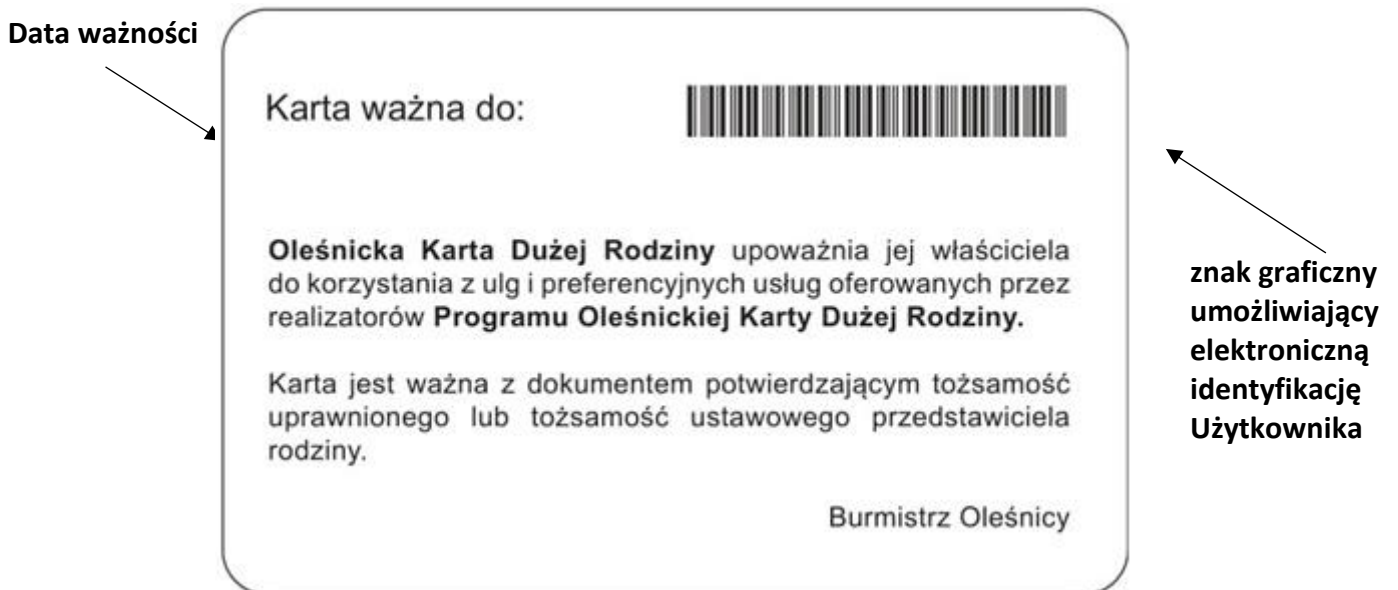 Data ważności
Karta ważna do:
Oleśnicka Karta Dużej Rodziny upoważnia jej właściciela
do korzystania z ulg i preferencyjnych usług oferowanych przez
realizatorów Programu Oleśnickiej Karty Dużej Rodziny.
Karta jest ważna z dokumentem potwierdzającym tożsamość
uprawnionego lub tożsamość ustawowego przedstawiciela
rodziny.
Burmistrz Oleśnicy
znak graficzny
umożliwiający
elektroniczną
identyfikację
Użytkownika